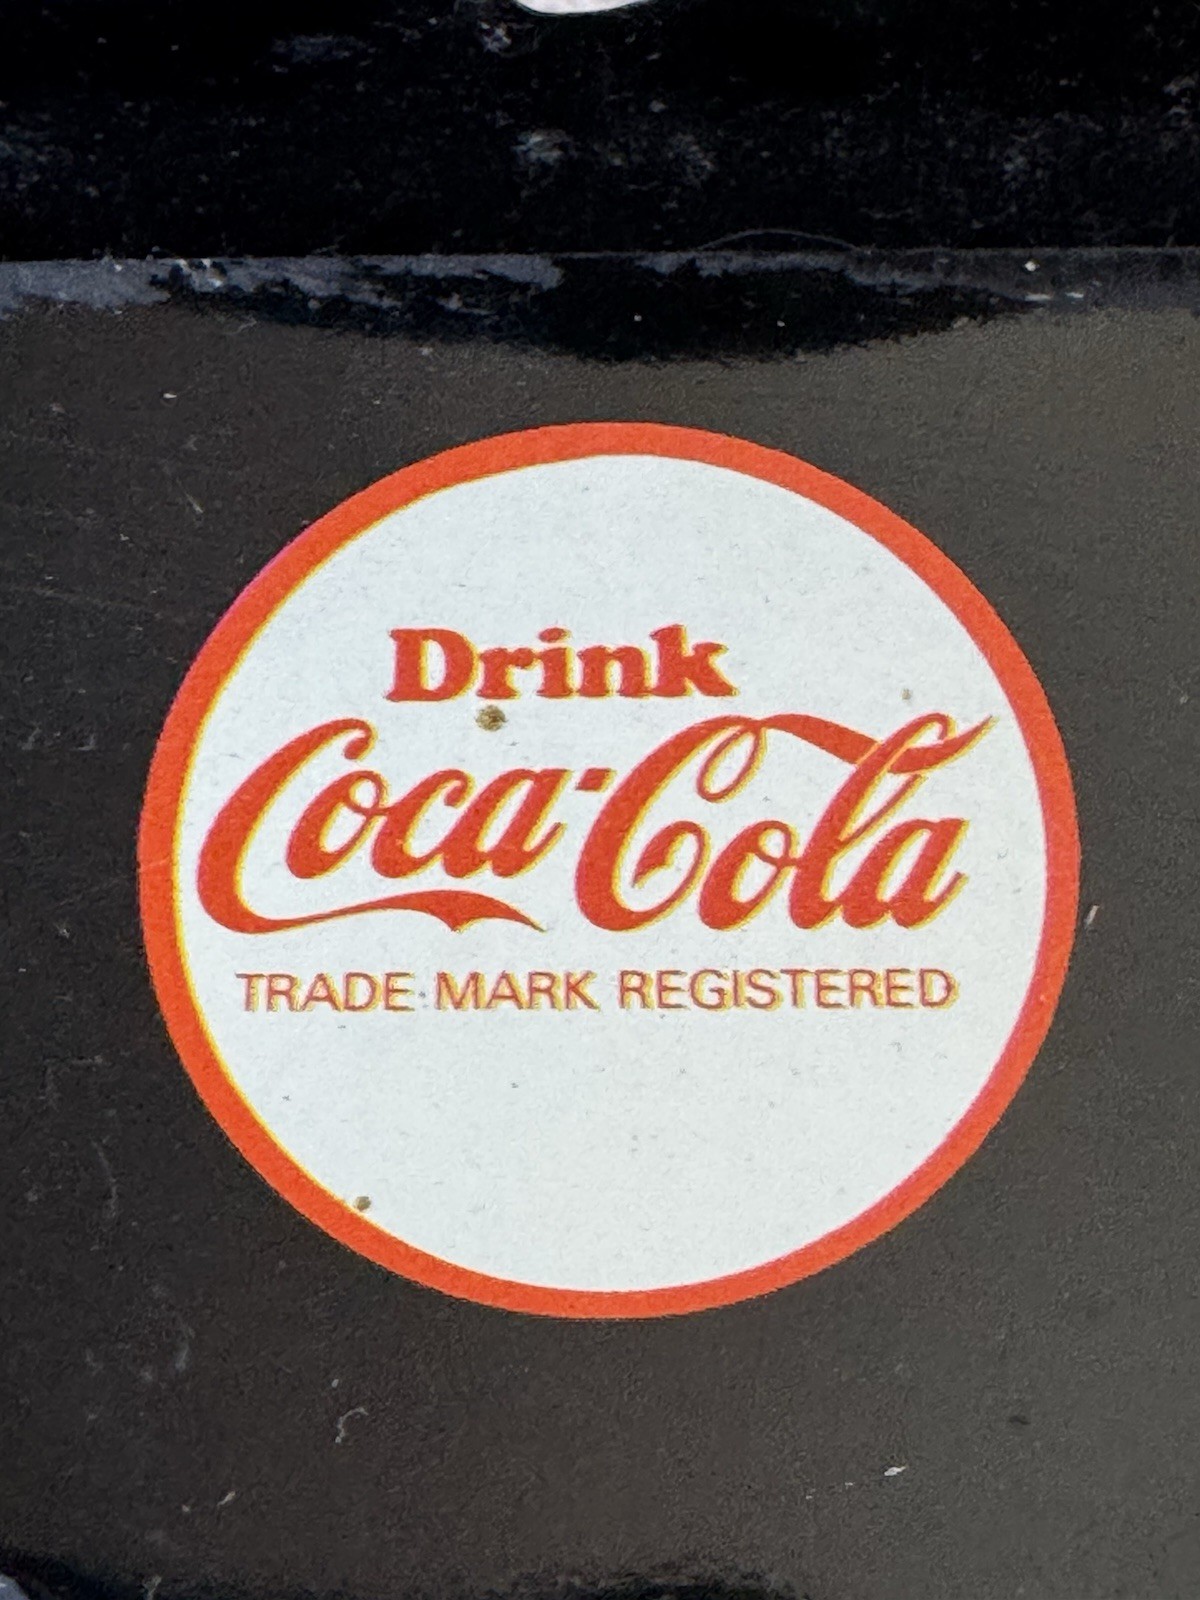 Drink
Coca-Cola
TRADE MARK REGISTERED